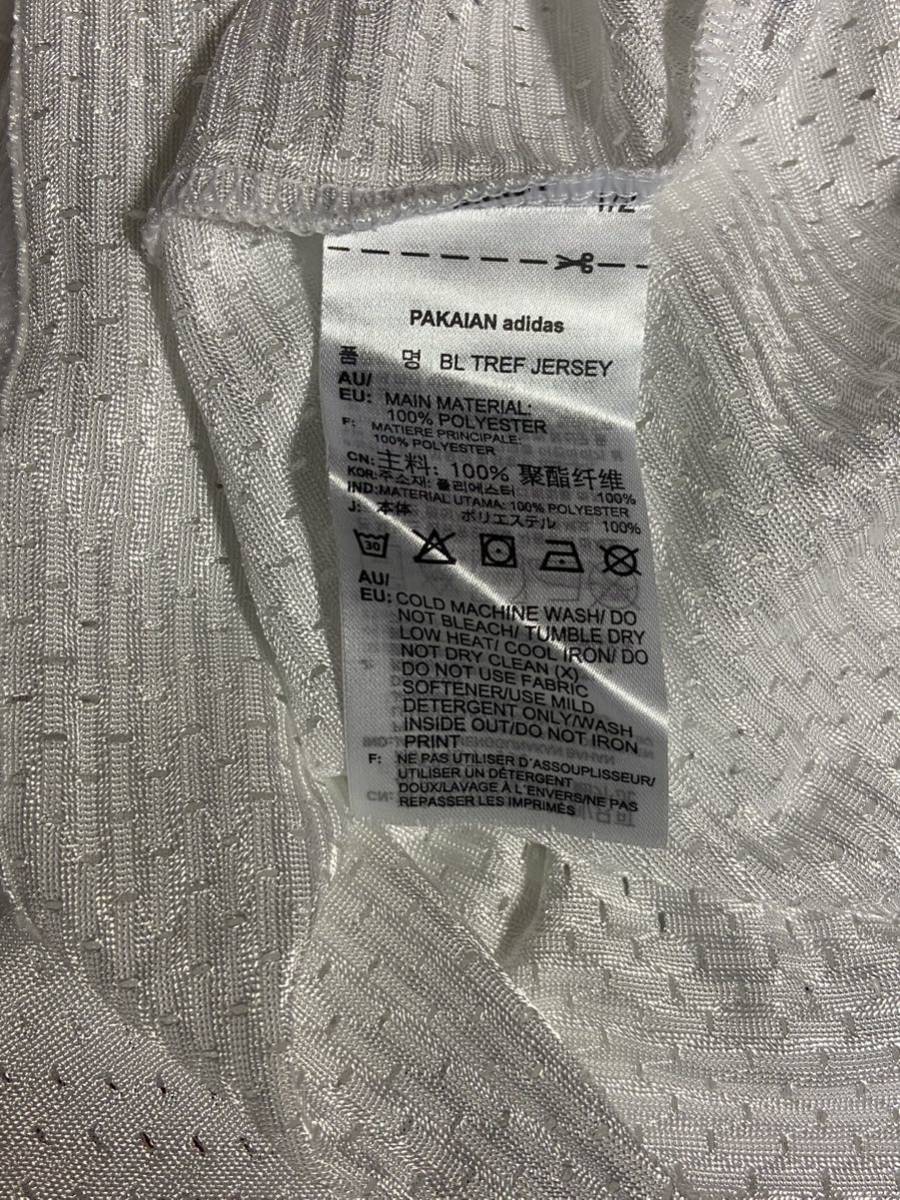 1/2
PAKAIAN adidas
품 명 BL TREF JERSEY
AU/
EU: MAIN MATERIAL:
100% POLYESTER
F: MATIERE PRINCIPALE:
100% POLYESTER
CN: 主料: 100% 聚酯纤维
KOR: 주소재: 폴리에스터 100%
IND: MATERIAL UTAMA: 100% POLYESTER
J: 本体 ポリエステル 100%
30
AU/
EU: COLD MACHINE WASH/ DO
NOT BLEACH/ TUMBLE DRY
LOW HEAT/ COOL IRON/ DO
NOT DRY CLEAN (X)
DO NOT USE FABRIC
SOFTENER/USE MILD
DETERGENT ONLY/WASH
INSIDE OUT/DO NOT IRON
PRINT
F: NE PAS UTILISER D'ASSOUPLISSEUR/
UTILISER UN DÉTERGENT
DOUX/LAVAGE À L'ENVERS/NE PAS
REPASSER LES IMPRIMÉS